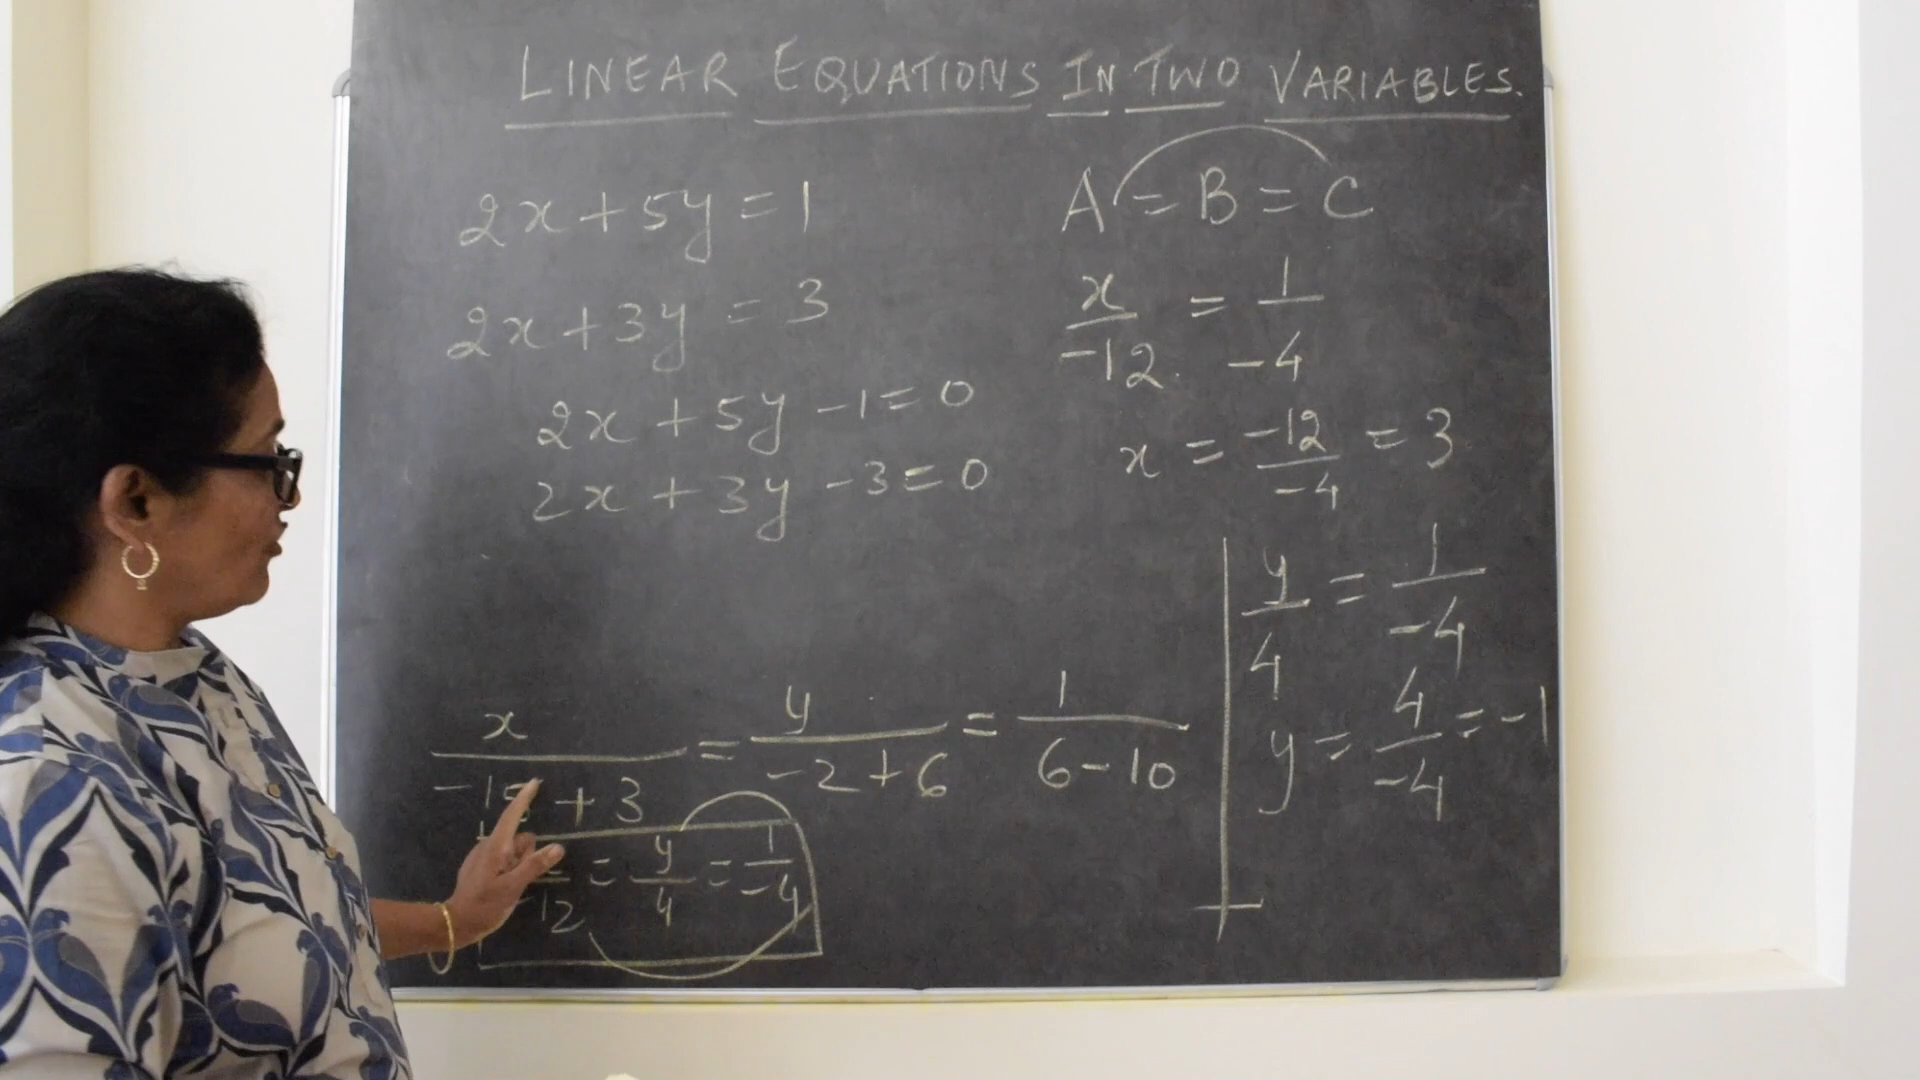 LINEAR EQUATIONS IN TWO VARIABLES.
2x + 5y = 1
2x + 3y = 3
2x + 5y - 1 = 0
2x + 3y - 3 = 0
A = B = C
x/-12 = 1/-4
x = -12/-4 = 3
y/4 = 1/-4
y = 4/-4 = -1
x/-15 + 3 = y/-2 + 6 = 1/6 - 10
-12 = y/4 = 1/-4